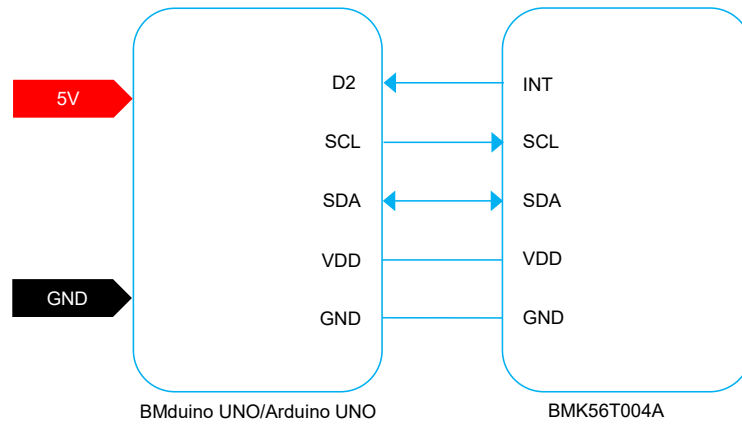 D2 INT
5V
SCL SCL
SDA SDA
VDD VDD
GND
GND GND
BMduino UNO/Arduino UNO BMK56T004A